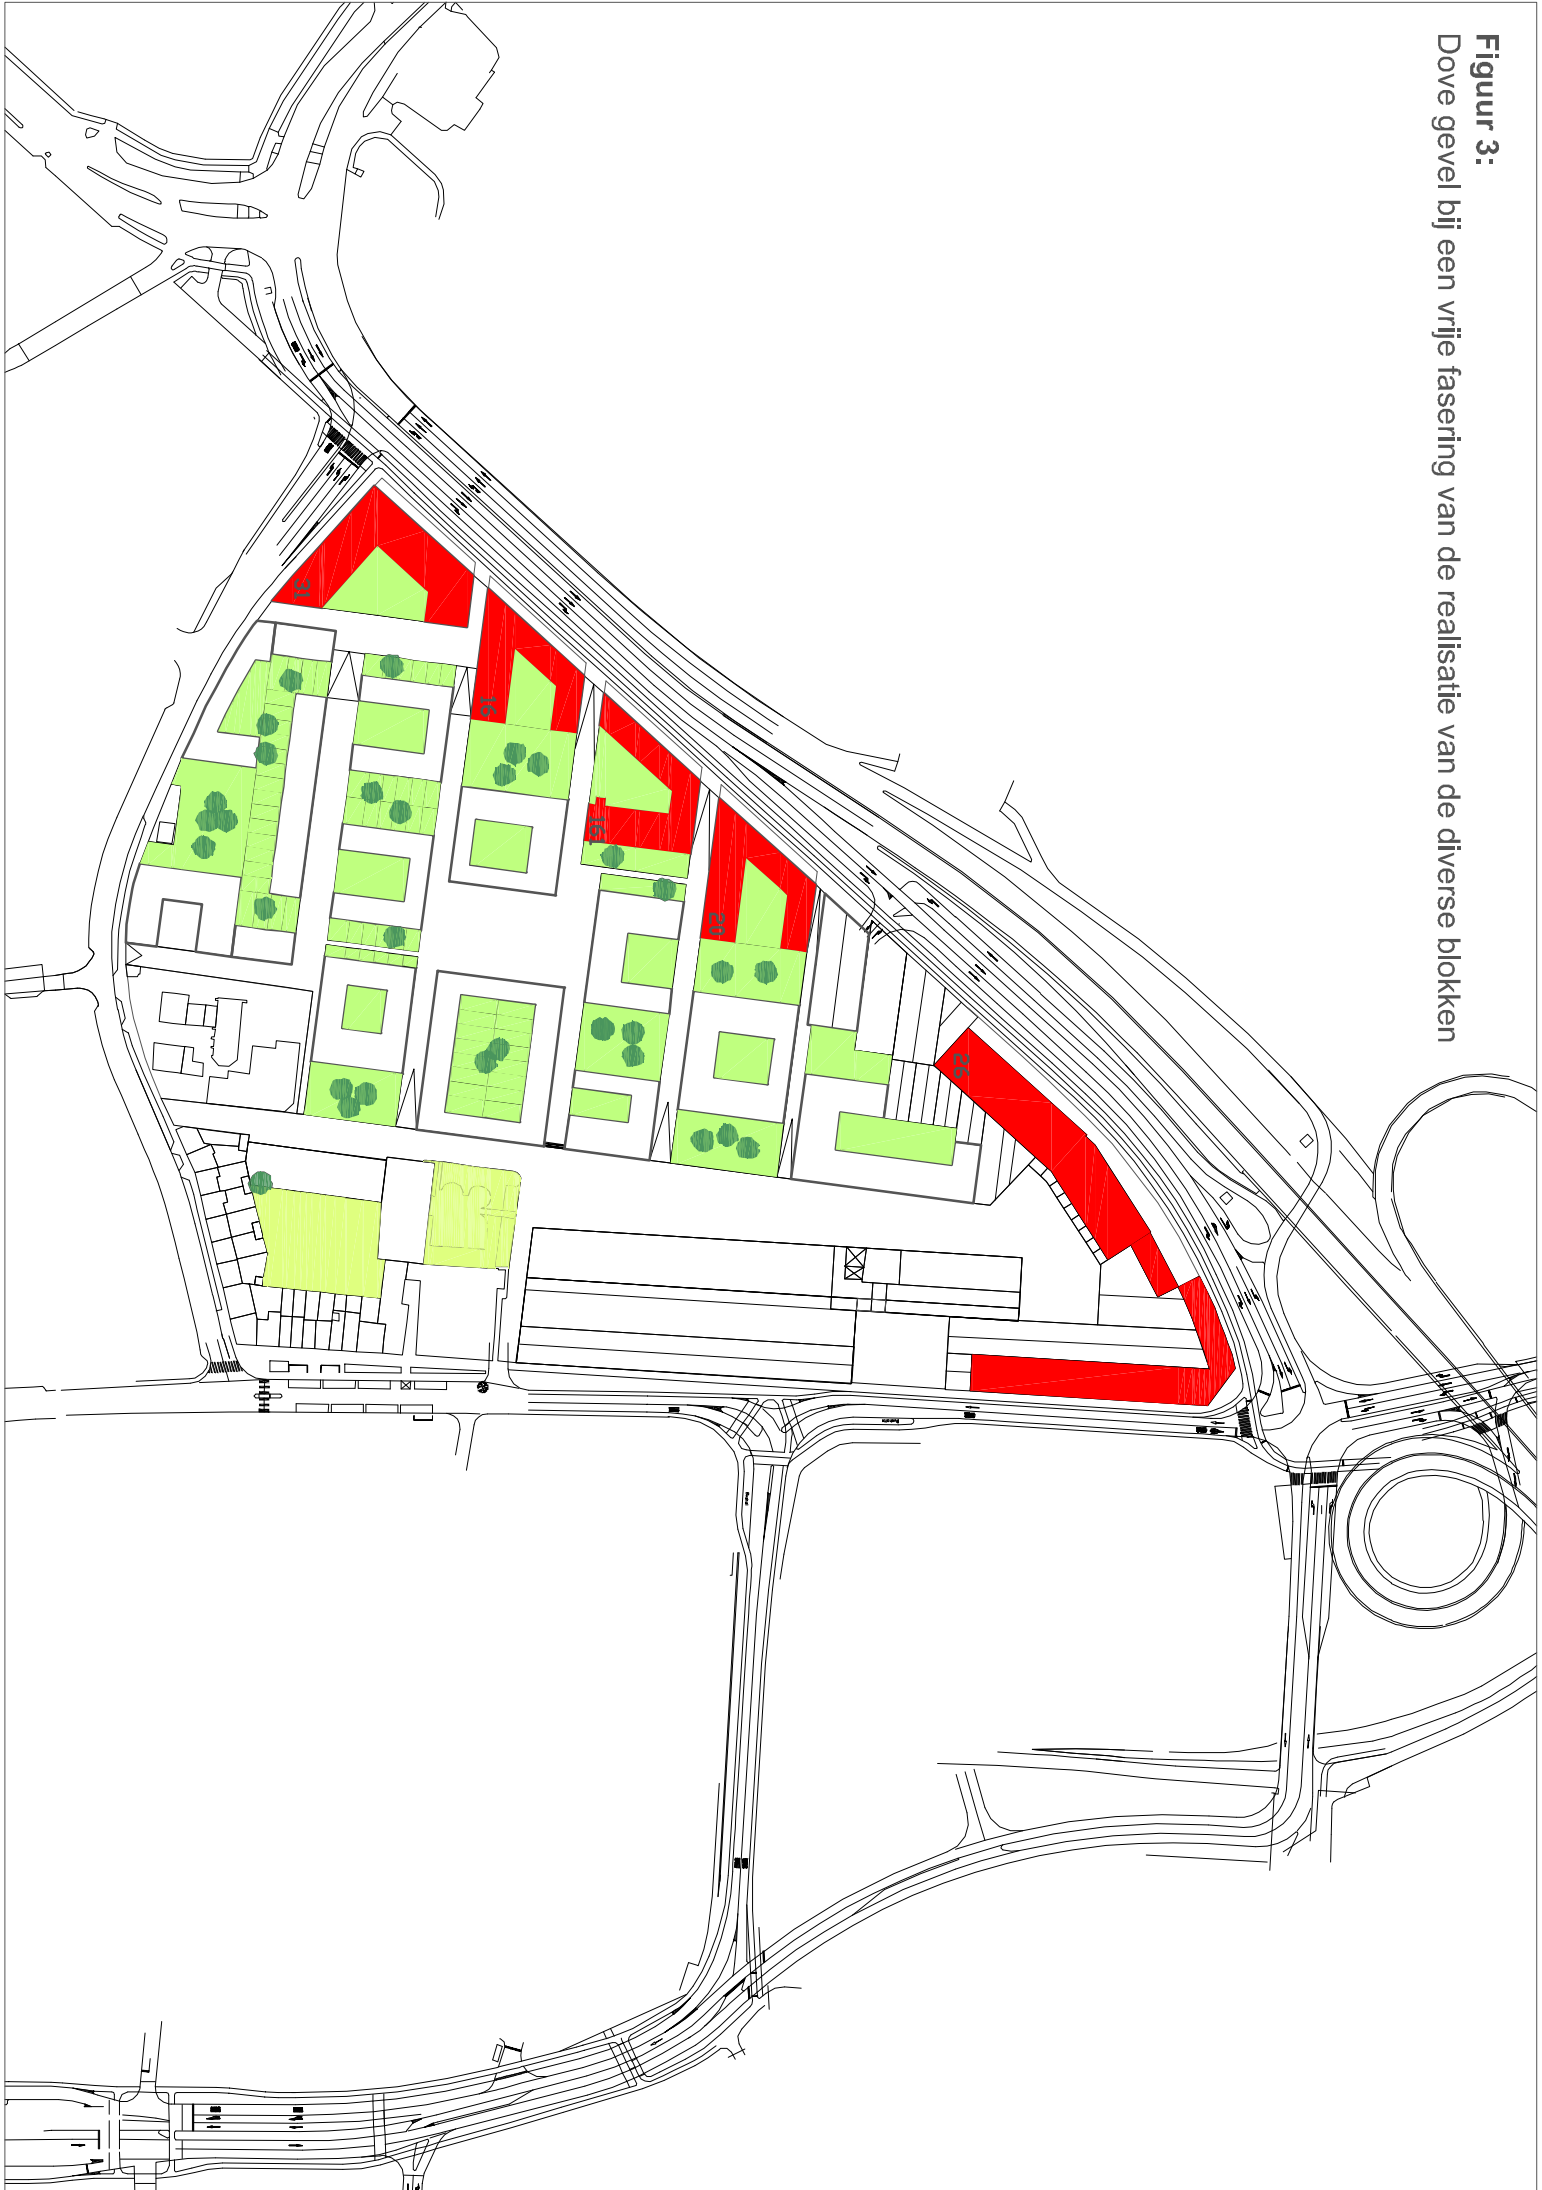 Figuur 3:
Dove gevel bij een vrije fasering van de realisatie van de diverse blokken
31
16
16
20
26